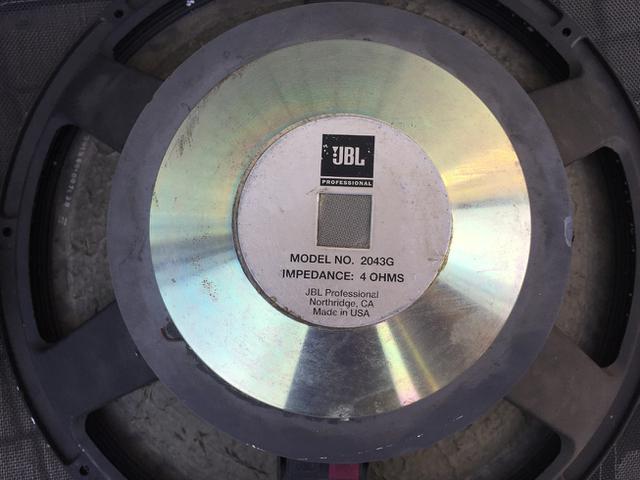 JBL
PROFESSIONAL
MODEL NO. 2043G
IMPEDANCE: 4 OHMS
JBL Professional
Northridge, CA
Made in USA